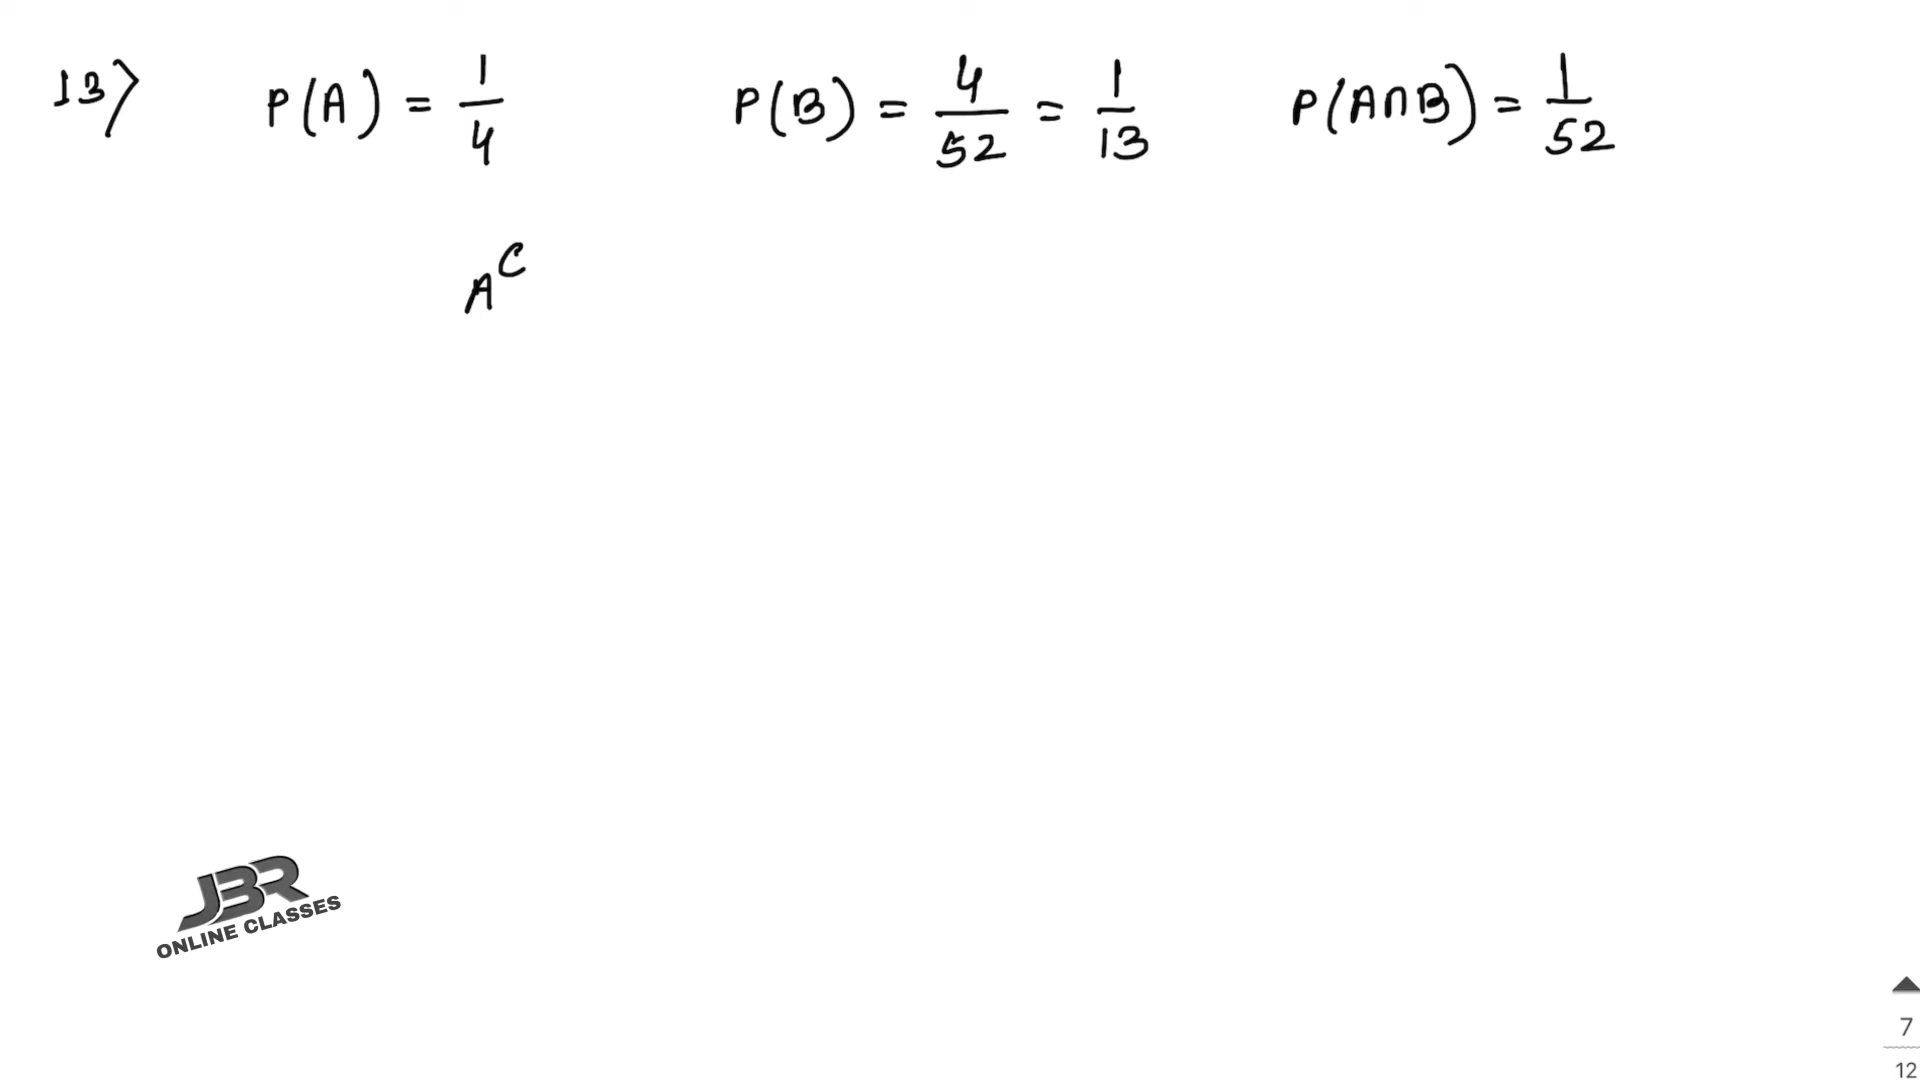 13) P(A) = 1/4 P(B) = 4/52 = 1/13 P(A∩B) = 1/52
A^C
JBR
ONLINE CLASSES
7
12